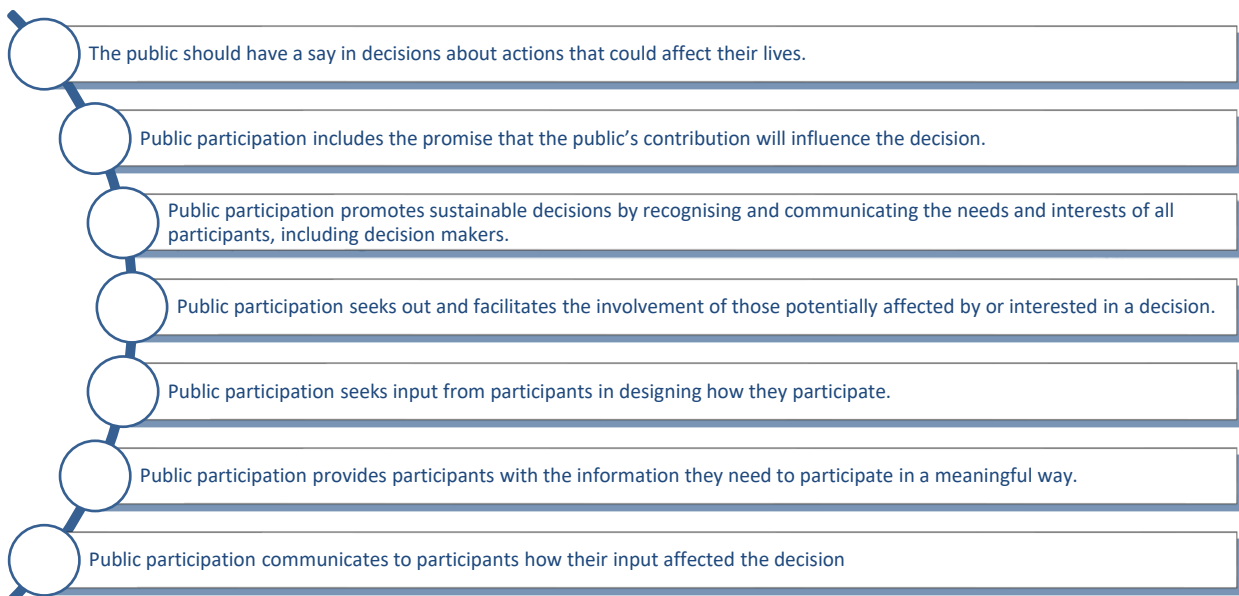 The public should have a say in decisions about actions that could affect their lives.
Public participation includes the promise that the public’s contribution will influence the decision.
Public participation promotes sustainable decisions by recognising and communicating the needs and interests of all
participants, including decision makers.
Public participation seeks out and facilitates the involvement of those potentially affected by or interested in a decision.
Public participation seeks input from participants in designing how they participate.
Public participation provides participants with the information they need to participate in a meaningful way.
Public participation communicates to participants how their input affected the decision